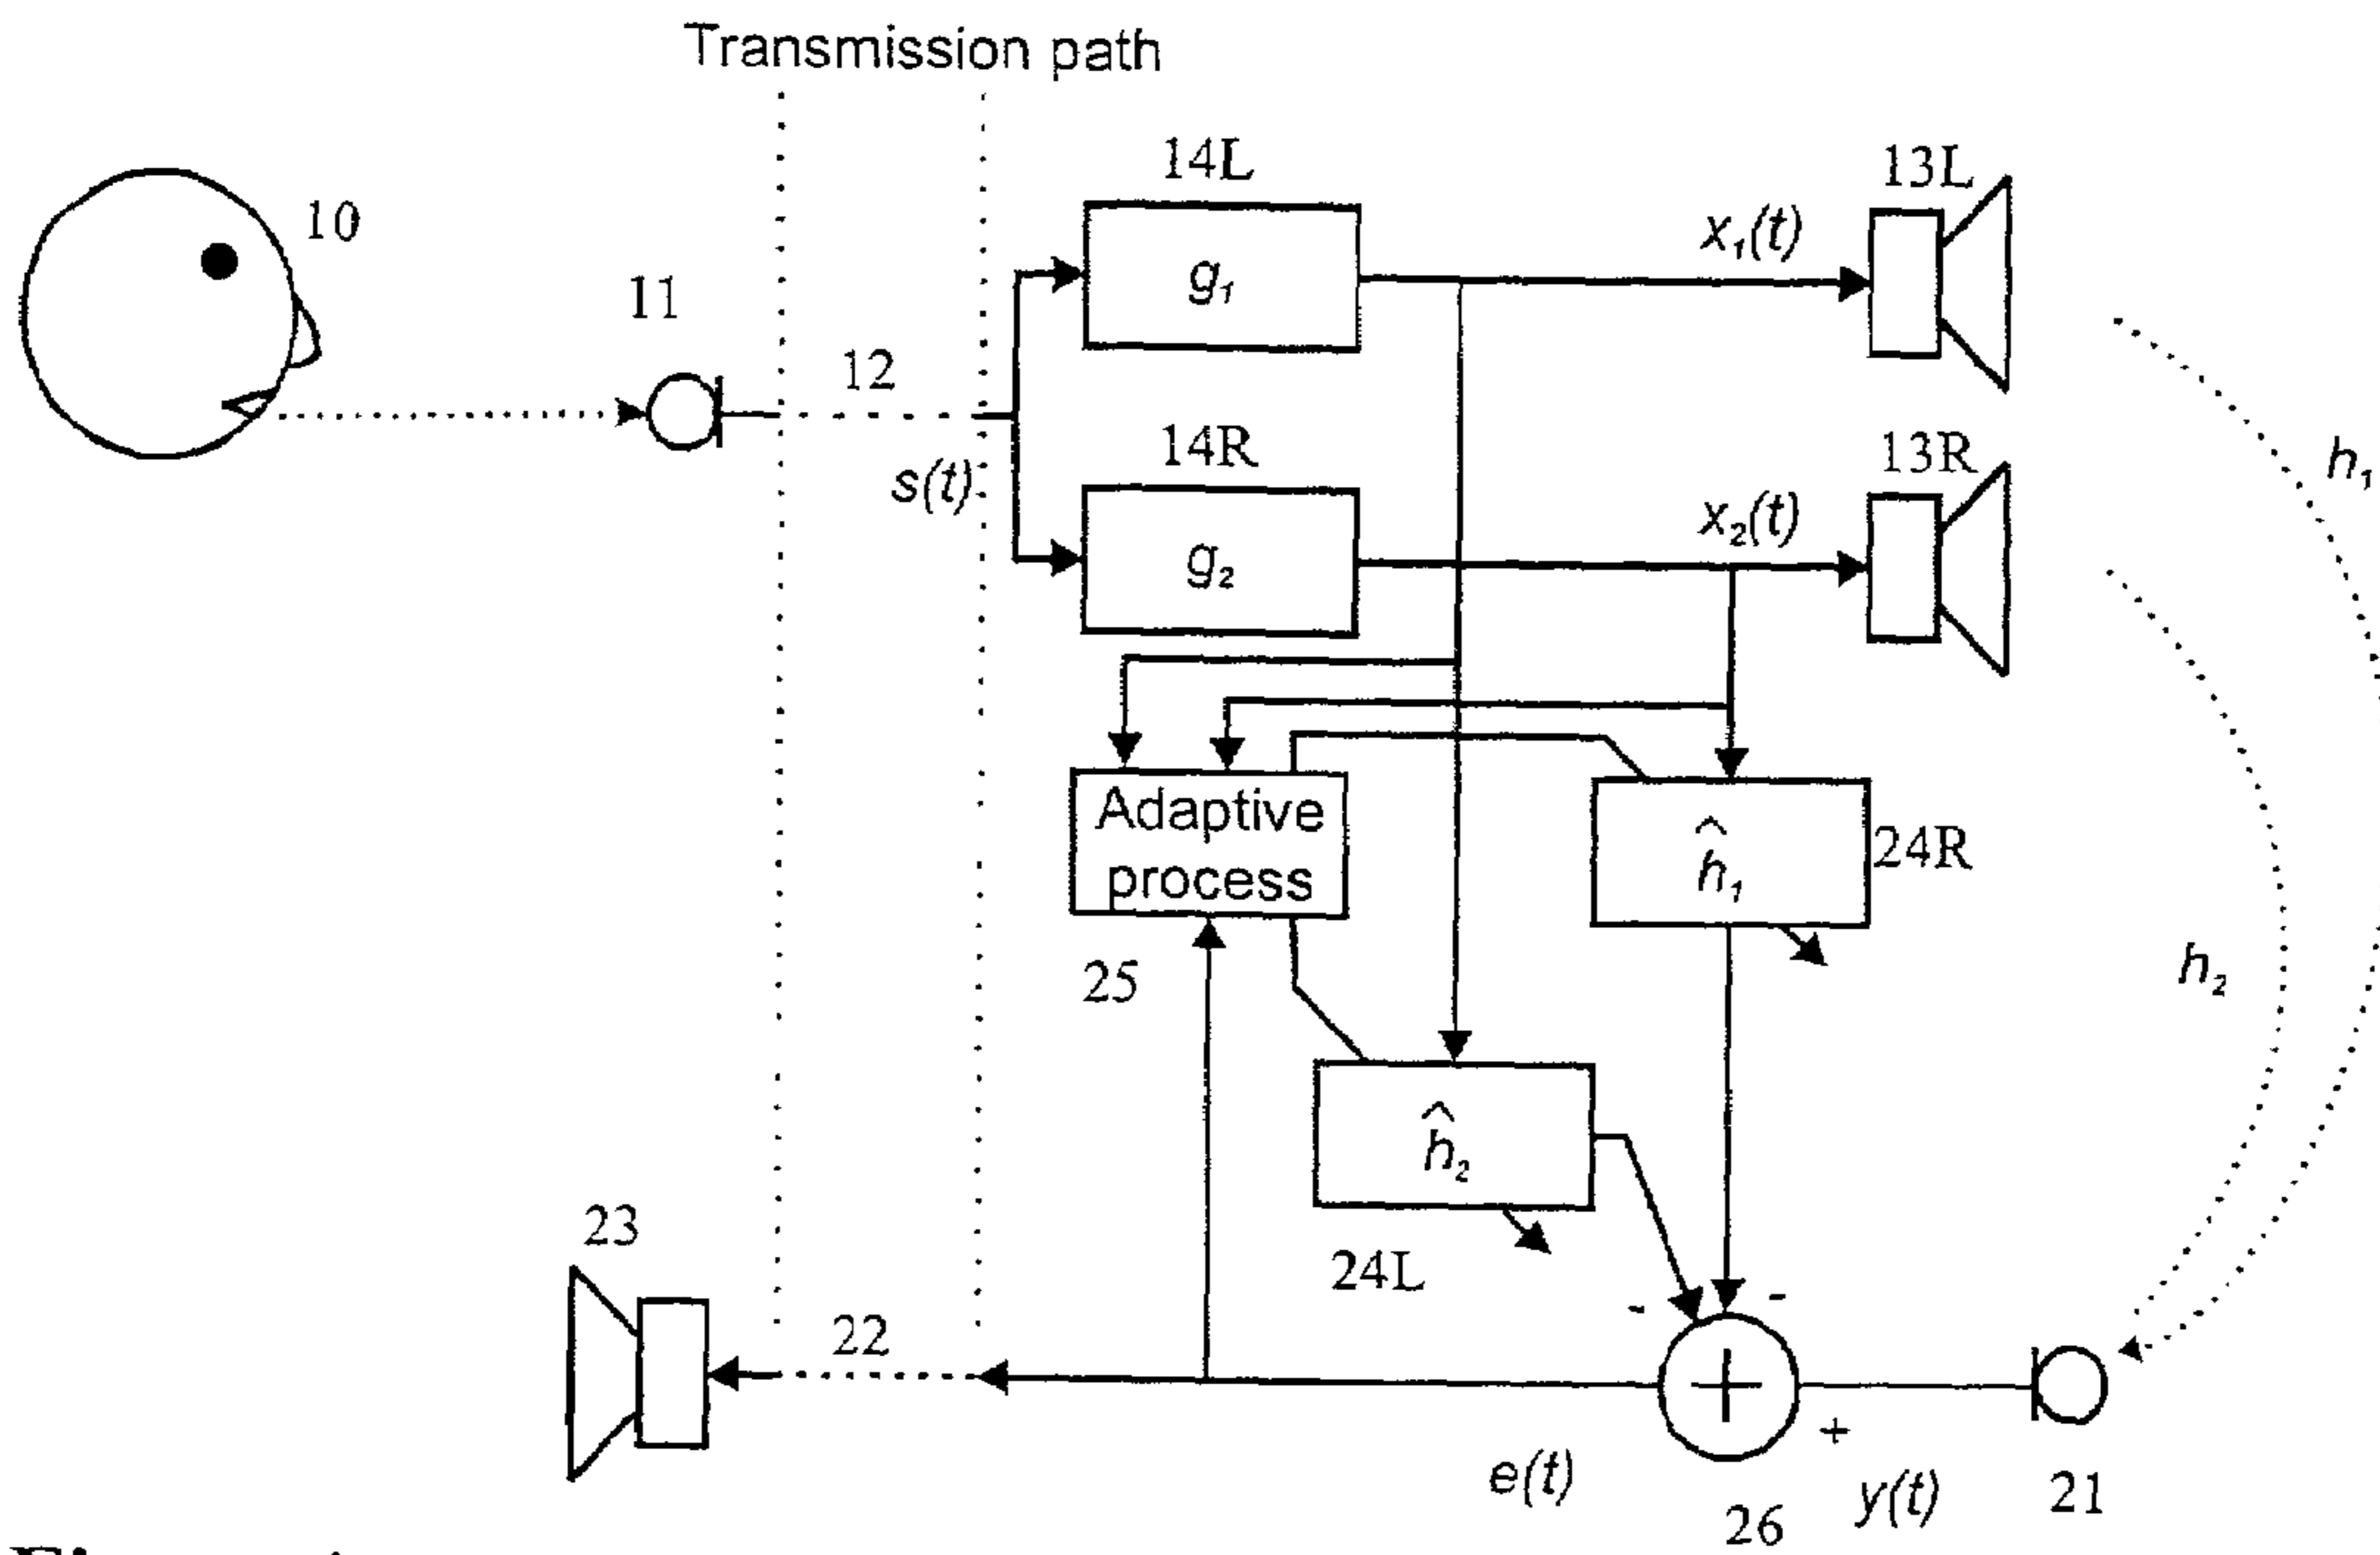 Transmission path
10
11
12
s(t)
14L
g₁
14R
g₂
x₁(t)
13L
x₂(t)
13R
h₁
h₂
Adaptive
process
25
ĥ₁
24R
ĥ₂
24L
-
-
+
+
26
e(t)
y(t)
21
22
23